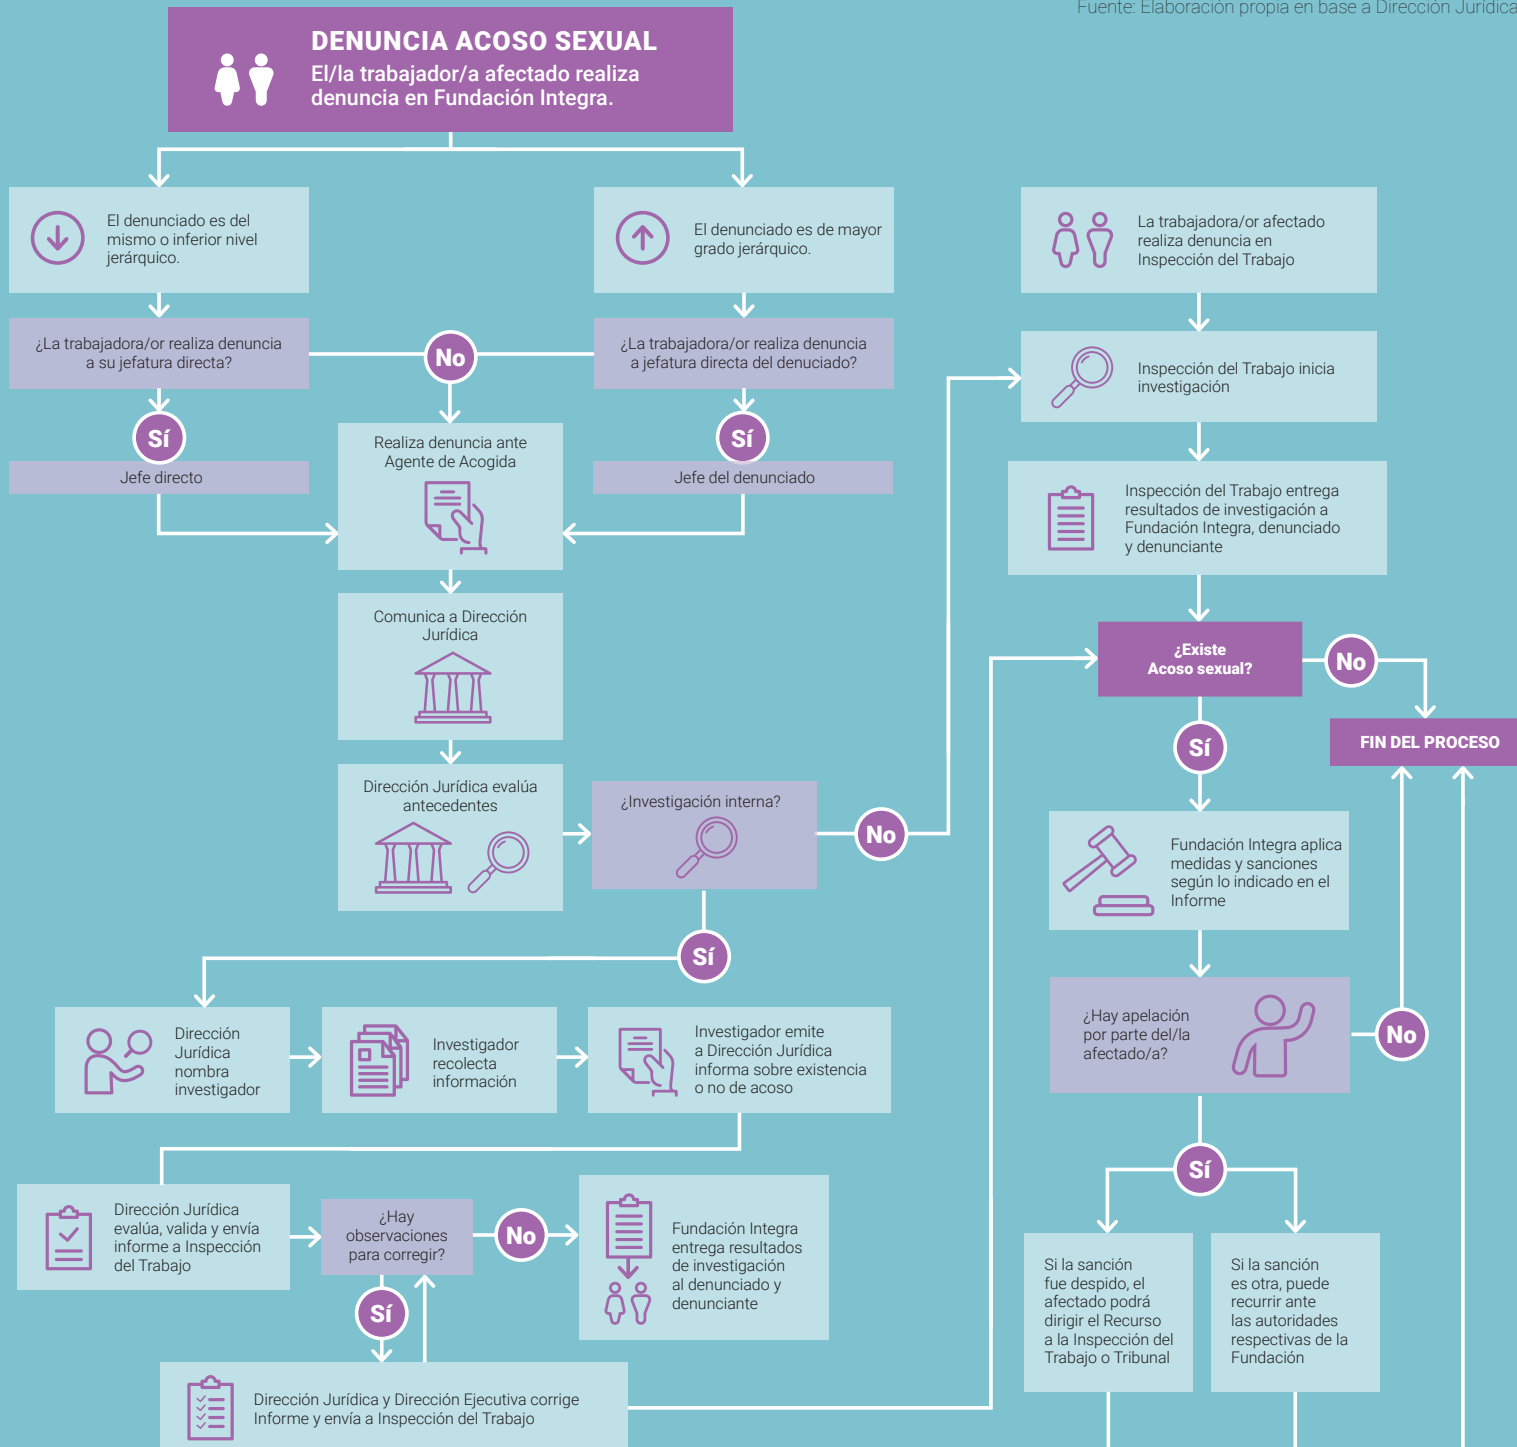 Fuente: Elaboración propia en base a Dirección Jurídica
DENUNCIA ACOSO SEXUAL
El/la trabajador/a afectado realiza
denuncia en Fundación Integra.
El denunciado es del
mismo o inferior nivel
jerárquico.
El denunciado es de mayor
grado jerárquico.
¿La trabajadora/or realiza denuncia
a su jefatura directa?
No
¿La trabajadora/or realiza denuncia
a jefatura directa del denuciado?
Sí
Sí
Jefe directo
Jefe del denunciado
Realiza denuncia ante
Agente de Acogida
Comunica a Dirección
Jurídica
Dirección Jurídica evalúa
antecedentes
¿Investigación interna?
No
Sí
Dirección
Jurídica
nombra
investigador
Investigador
recolecta
información
Investigador emite
a Dirección Jurídica
informa sobre existencia
o no de acoso
Dirección Jurídica
evalúa, valida y envía
informe a Inspección
del Trabajo
¿Hay
observaciones
para corregir?
No
Fundación Integra
entrega resultados
de investigación
al denunciado y
denunciante
Sí
Dirección Jurídica y Dirección Ejecutiva corrige
Informe y envía a Inspección del Trabajo
La trabajadora/or afectado
realiza denuncia en
Inspección del Trabajo
Inspección del Trabajo inicia
investigación
Inspección del Trabajo entrega
resultados de investigación a
Fundación Integra, denunciado
y denunciante
¿Existe
Acoso sexual?
No
Sí
FIN DEL PROCESO
Fundación Integra aplica
medidas y sanciones
según lo indicado en el
Informe
¿Hay apelación
por parte del/la
afectado/a?
No
Sí
Si la sanción
fue despido, el
afectado podrá
dirigir el Recurso
a la Inspección del
Trabajo o Tribunal
Si la sanción
es otra, puede
recurrir ante
las autoridades
respectivas de la
Fundación